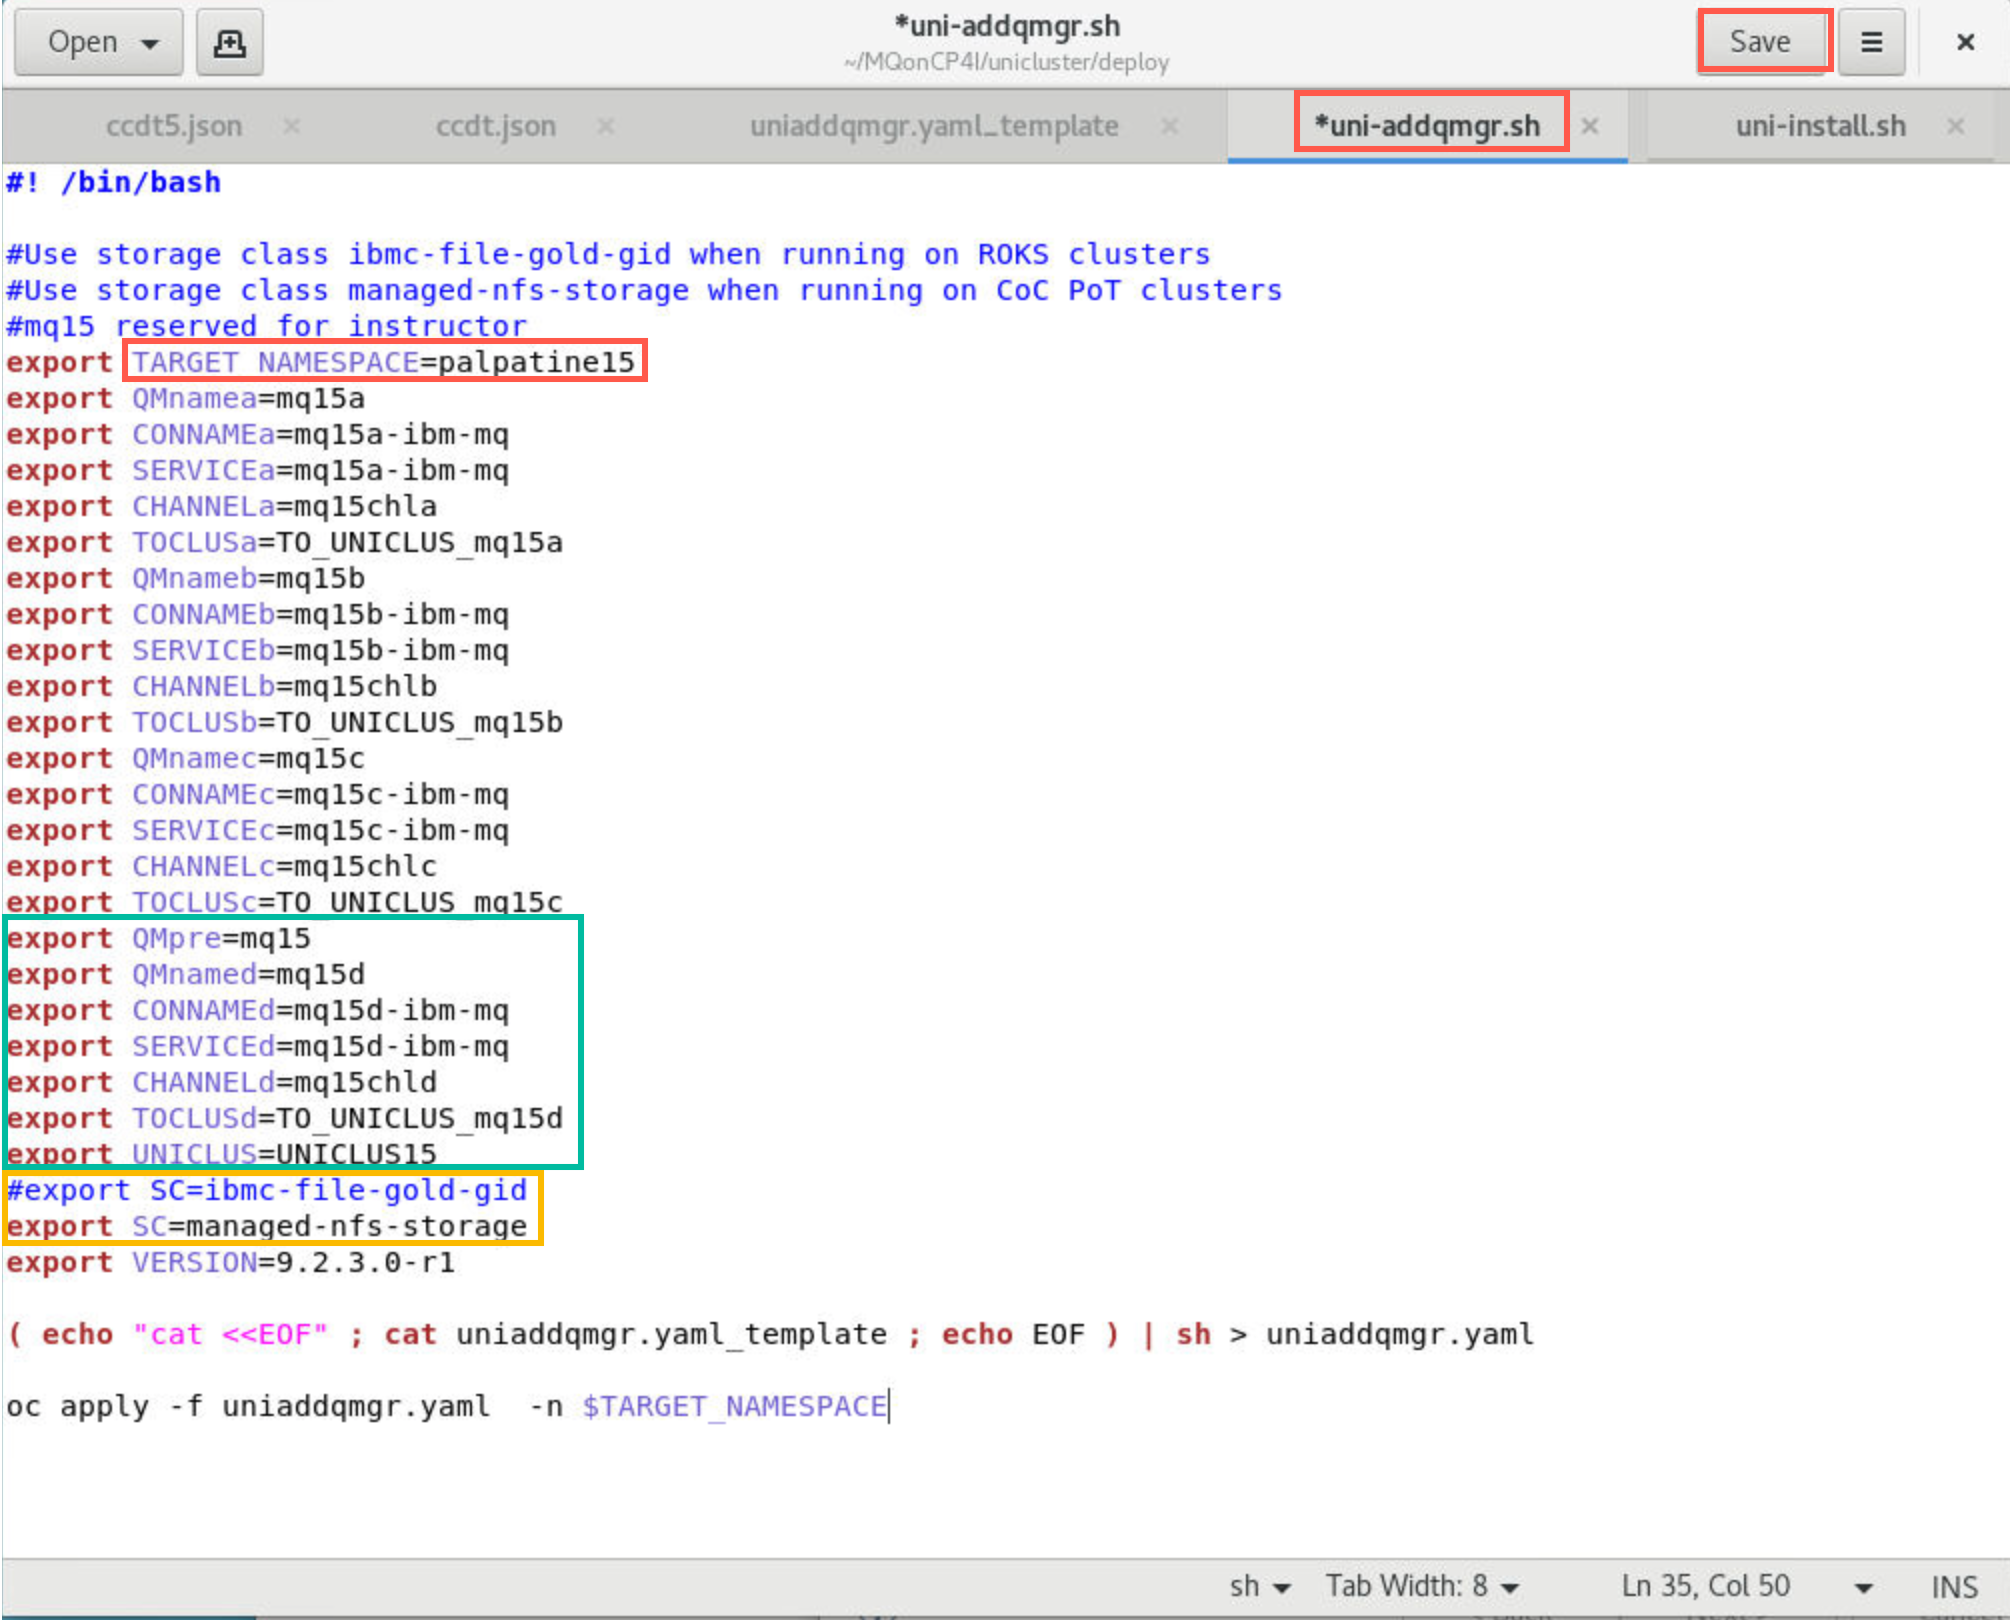 Open
*uni-addqmgr.sh
~/MQonCP4I/unicluster/deploy
Save
ccdt5.json
ccdt.json
uniaddqmgr.yaml_template
*uni-addqmgr.sh
uni-install.sh
#! /bin/bash
#Use storage class ibmc-file-gold-gid when running on ROKS clusters
#Use storage class managed-nfs-storage when running on CoC PoT clusters
#mq15 reserved for instructor
export TARGET_NAMESPACE=palpatine15
export QMnamea=mq15a
export CONNAMEa=mq15a-ibm-mq
export SERVICEa=mq15a-ibm-mq
export CHANNELa=mq15chla
export TOCLUSa=TO_UNICLUS_mq15a
export QMnameb=mq15b
export CONNAMEb=mq15b-ibm-mq
export SERVICEb=mq15b-ibm-mq
export CHANNELb=mq15chlb
export TOCLUSb=TO_UNICLUS_mq15b
export QMnamec=mq15c
export CONNAMEc=mq15c-ibm-mq
export SERVICEc=mq15c-ibm-mq
export CHANNELc=mq15chlc
export TOCLUSc=TO_UNICLUS_mq15c
export QMpre=mq15
export QMnamed=mq15d
export CONNAMEd=mq15d-ibm-mq
export SERVICEd=mq15d-ibm-mq
export CHANNELd=mq15chld
export TOCLUSd=TO_UNICLUS_mq15d
export UNICLUS=UNICLUS15
#export SC=ibmc-file-gold-gid
export SC=managed-nfs-storage
export VERSION=9.2.3.0-r1
( echo "cat <<EOF" ; cat uniaddqmgr.yaml_template ; echo EOF ) | sh > uniaddqmgr.yaml
oc apply -f uniaddqmgr.yaml  -n $TARGET_NAMESPACE
sh
Tab Width: 8
Ln 35, Col 50
INS